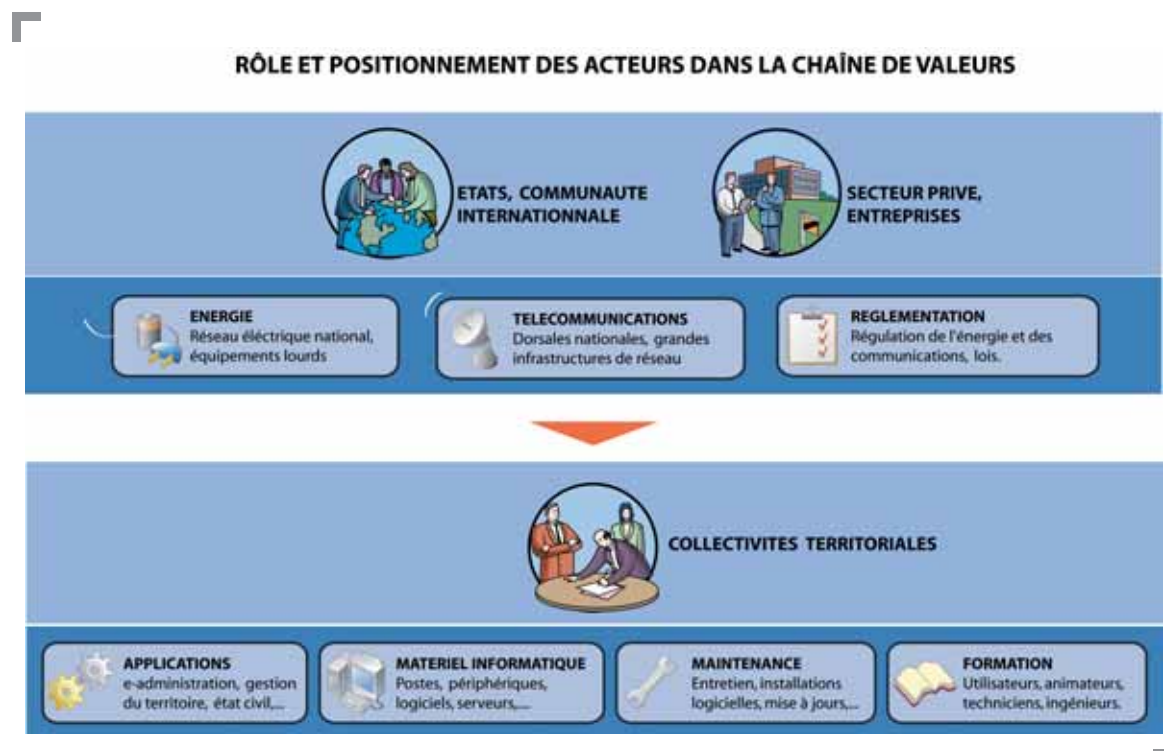 RÔLE ET POSITIONNEMENT DES ACTEURS DANS LA CHAÎNE DE VALEURS
ETATS, COMMUNAUTE
INTERNATIONNALE
SECTEUR PRIVE,
ENTREPRISES
ENERGIE
Réseau éléctrique national,
équipements lourds
TELECOMMUNICATIONS
Dorsales nationales, grandes
infrastructures de réseau
REGLEMENTATION
Régulation de l'énergie et des
communications, lois.
COLLECTIVITES TERRITORIALES
APPLICATIONS
e-administration, gestion
du territoire, état civil,...
MATERIEL INFORMATIQUE
Postes, périphériques,
logiciels, serveurs,...
MAINTENANCE
Entretien, installations
logicielles, mise à jours,...
FORMATION
Utilisateurs, animateurs,
techniciens, ingénieurs.